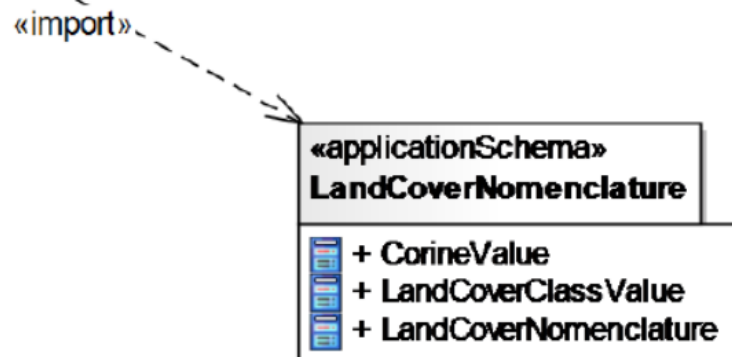 «import»
«applicationSchema»
LandCoverNomenclature
+ CorineValue
+ LandCoverClassValue
+ LandCoverNomenclature